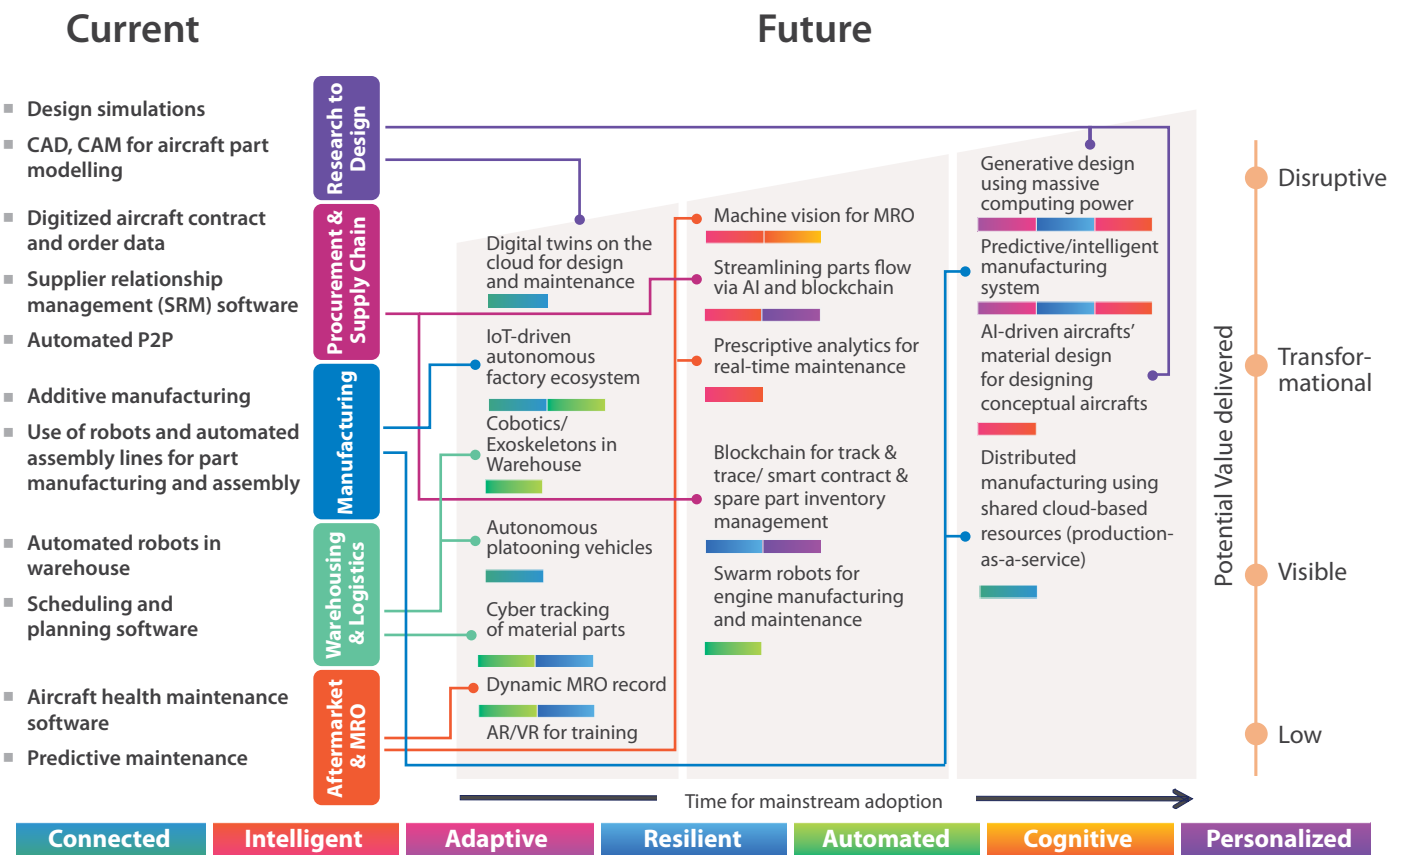 Current
Future
Design simulations
CAD, CAM for aircraft part
modelling
Digitized aircraft contract
and order data
Supplier relationship
management (SRM) software
Automated P2P
Additive manufacturing
Use of robots and automated
assembly lines for part
manufacturing and assembly
Automated robots in
warehouse
Scheduling and
planning software
Aircraft health maintenance
software
Predictive maintenance
Research to
Design
Procurement &
Supply Chain
Manufacturing
Warehousing
& Logistics
Aftermarket
& MRO
Digital twins on the
cloud for design
and maintenance
IoT-driven
autonomous
factory ecosystem
Cobotics/
Exoskeletons in
Warehouse
Autonomous
platooning vehicles
Cyber tracking
of material parts
Dynamic MRO record
AR/VR for training
Machine vision for MRO
Streamlining parts flow
via AI and blockchain
Prescriptive analytics for
real-time maintenance
Blockchain for track &
trace/ smart contract &
spare part inventory
management
Swarm robots for
engine manufacturing
and maintenance
Generative design
using massive
computing power
Predictive/intelligent
manufacturing
system
AI-driven aircrafts’
material design
for designing
conceptual aircrafts
Distributed
manufacturing using
shared cloud-based
resources (production-
as-a-service)
Potential Value delivered
Disruptive
Transfor-
mational
Visible
Low
Time for mainstream adoption
Connected
Intelligent
Adaptive
Resilient
Automated
Cognitive
Personalized